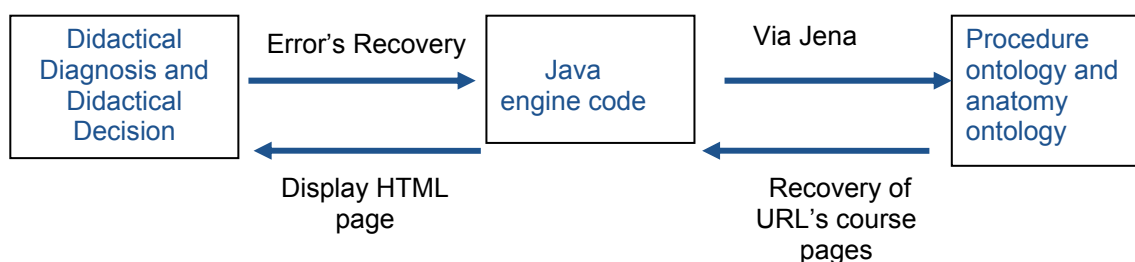 Didactical
Diagnosis and
Didactical
Decision
Error’s Recovery
Display HTML
page
Java
engine code
Via Jena
Recovery of
URL’s course
pages
Procedure
ontology and
anatomy
ontology